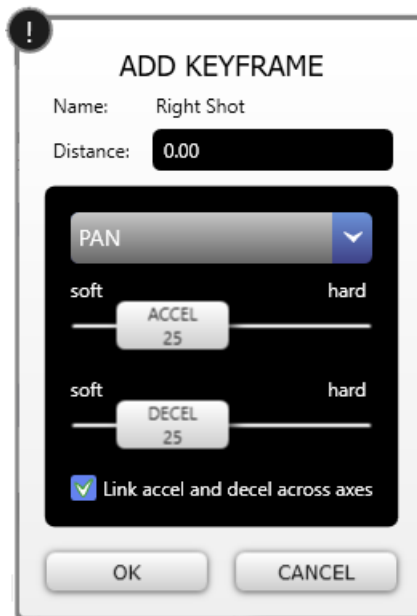 !
ADD KEYFRAME
Name: Right Shot
Distance: 0.00
PAN
soft hard
ACCEL
25
soft hard
DECEL
25
Link accel and decel across axes
OK CANCEL